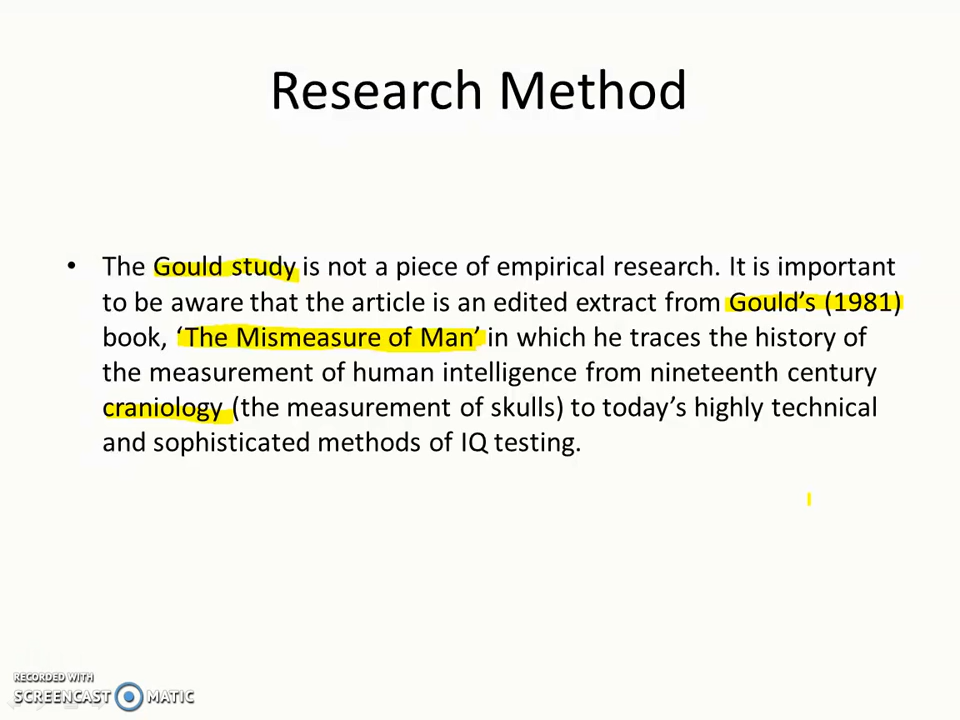 Research Method
• The Gould study is not a piece of empirical research. It is important
to be aware that the article is an edited extract from Gould’s (1981)
book, ‘The Mismeasure of Man’ in which he traces the history of
the measurement of human intelligence from nineteenth century
craniology (the measurement of skulls) to today’s highly technical
and sophisticated methods of IQ testing.
RECORDED WITH
SCREENCAST MATIC